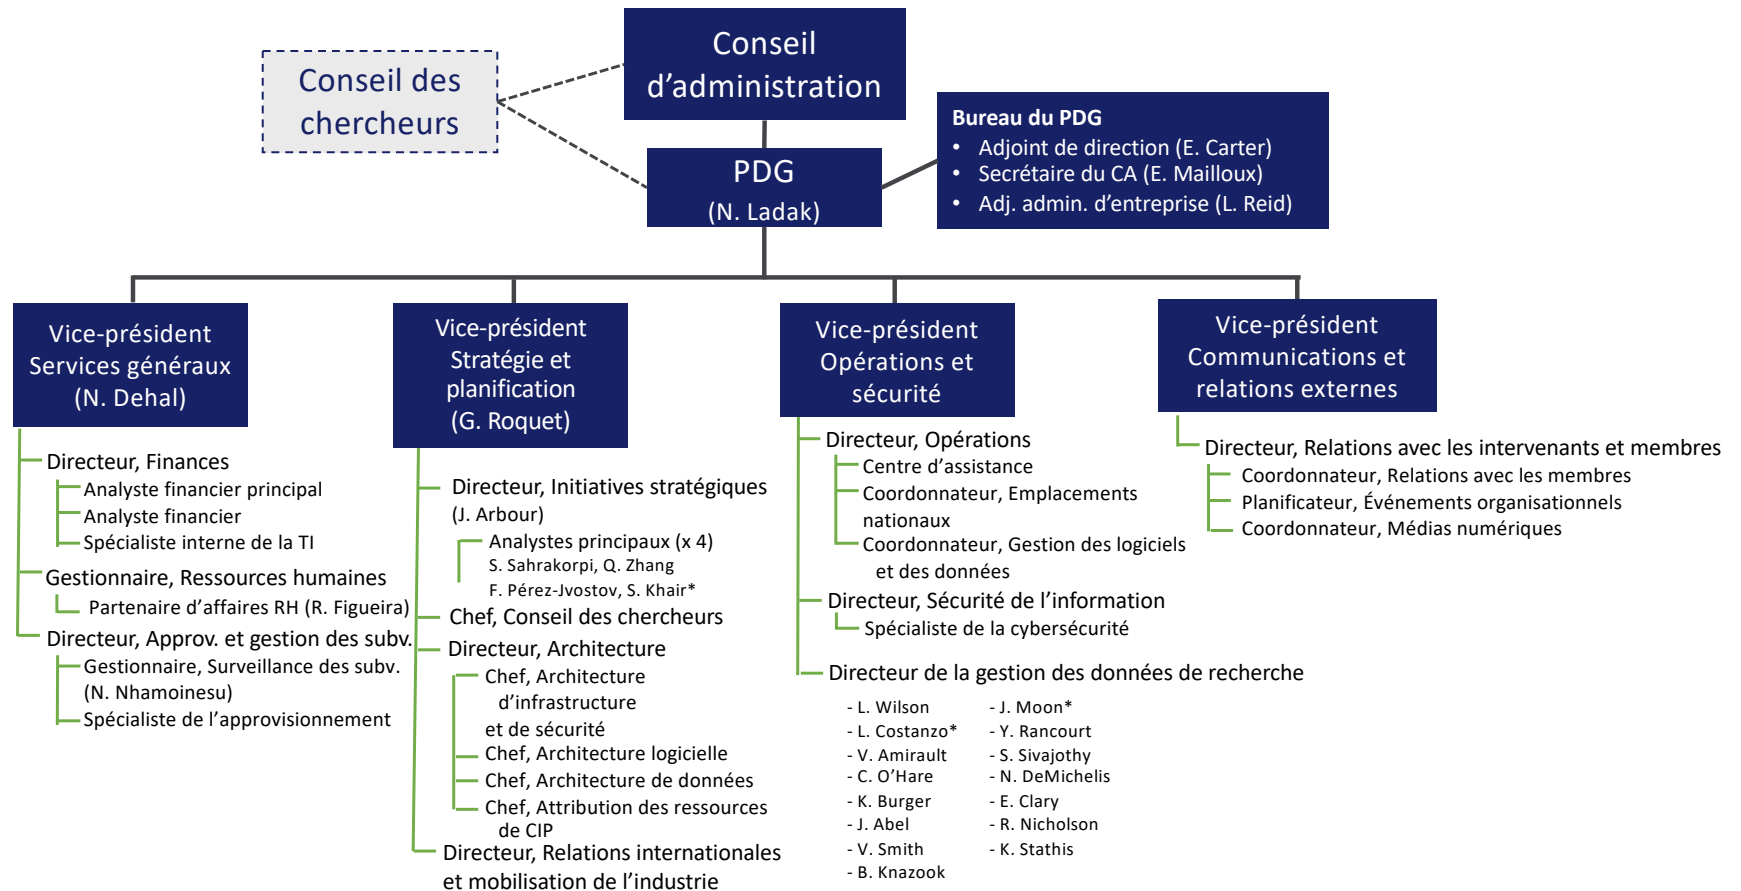 Conseil
d’administration
Conseil des
chercheurs
Bureau du PDG
• Adjoint de direction (E. Carter)
• Secrétaire du CA (E. Mailloux)
• Adj. admin. d’entreprise (L. Reid)
PDG
(N. Ladak)
Vice-président
Services généraux
(N. Dehal)
Directeur, Finances
Analyste financier principal
Analyste financier
Spécialiste interne de la TI
Gestionnaire, Ressources humaines
Partenaire d’affaires RH (R. Figueira)
Directeur, Approv. et gestion des subv.
Gestionnaire, Surveillance des subv.
(N. Nhamoinesu)
Spécialiste de l’approvisionnement
Vice-président
Stratégie et
planification
(G. Roquet)
Directeur, Initiatives stratégiques
(J. Arbour)
Analystes principaux (x 4)
S. Sahrakorpi, Q. Zhang
F. Pérez-Jvostov, S. Khair*
Chef, Conseil des chercheurs
Directeur, Architecture
Chef, Architecture
d’infrastructure
et de sécurité
Chef, Architecture logicielle
Chef, Architecture de données
Chef, Attribution des ressources
de CIP
Directeur, Relations internationales
et mobilisation de l’industrie
Vice-président
Opérations et
sécurité
Directeur, Opérations
Centre d’assistance
Coordonnateur, Emplacements
nationaux
Coordonnateur, Gestion des logiciels
et des données
Directeur, Sécurité de l’information
Spécialiste de la cybersécurité
Directeur de la gestion des données de recherche
- L. Wilson
- L. Costanzo*
- V. Amirault
- C. O’Hare
- K. Burger
- J. Abel
- V. Smith
- B. Knazook
- J. Moon*
- Y. Rancourt
- S. Sivajothy
- N. DeMichelis
- E. Clary
- R. Nicholson
- K. Stathis
Vice-président
Communications et
relations externes
Directeur, Relations avec les intervenants et membres
Coordonnateur, Relations avec les membres
Planificateur, Événements organisationnels
Coordonnateur, Médias numériques